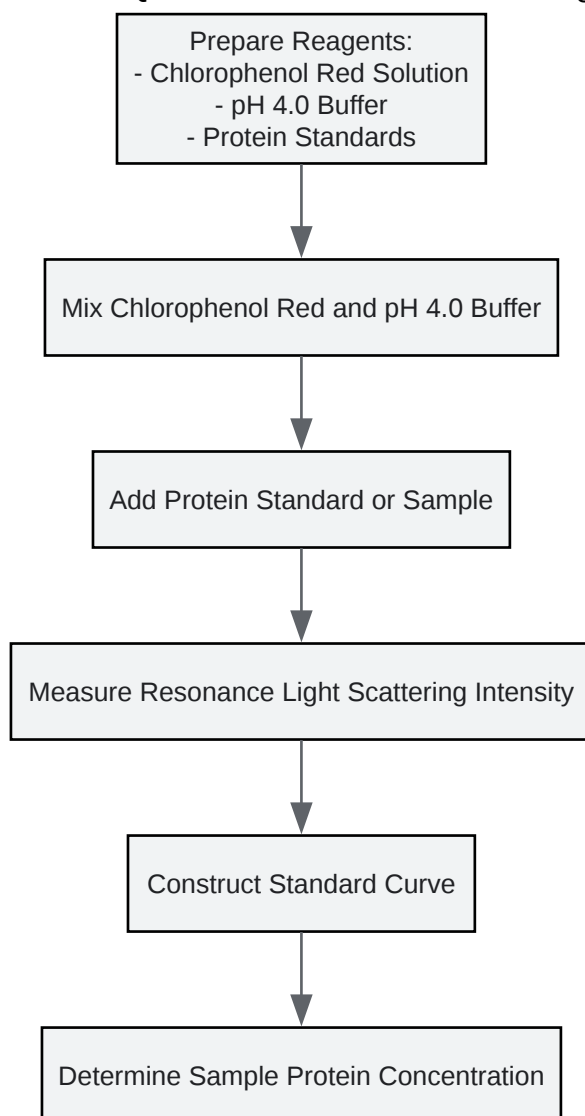 Prepare Reagents:
- Chlorophenol Red Solution
- pH 4.0 Buffer
- Protein Standards
Mix Chlorophenol Red and pH 4.0 Buffer
Add Protein Standard or Sample
Measure Resonance Light Scattering Intensity
Construct Standard Curve
Determine Sample Protein Concentration